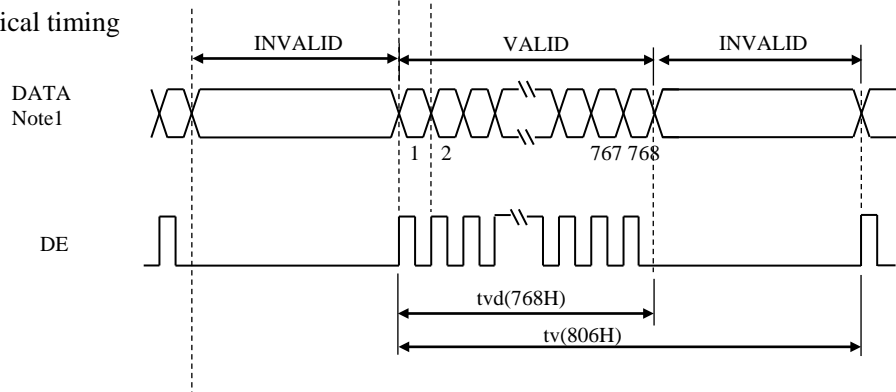 ical timing
INVALID VALID INVALID
DATA
Note1
1 2 767 768
DE
tvd(768H)
tv(806H)